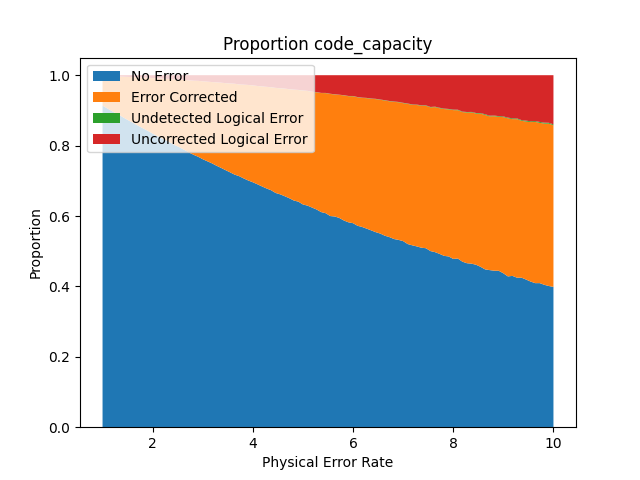 Proportion code_capacity
No Error
Error Corrected
Undetected Logical Error
Uncorrected Logical Error
1.0
0.8
0.6
0.4
0.2
0.0
Proportion
2 4 6 8 10
Physical Error Rate